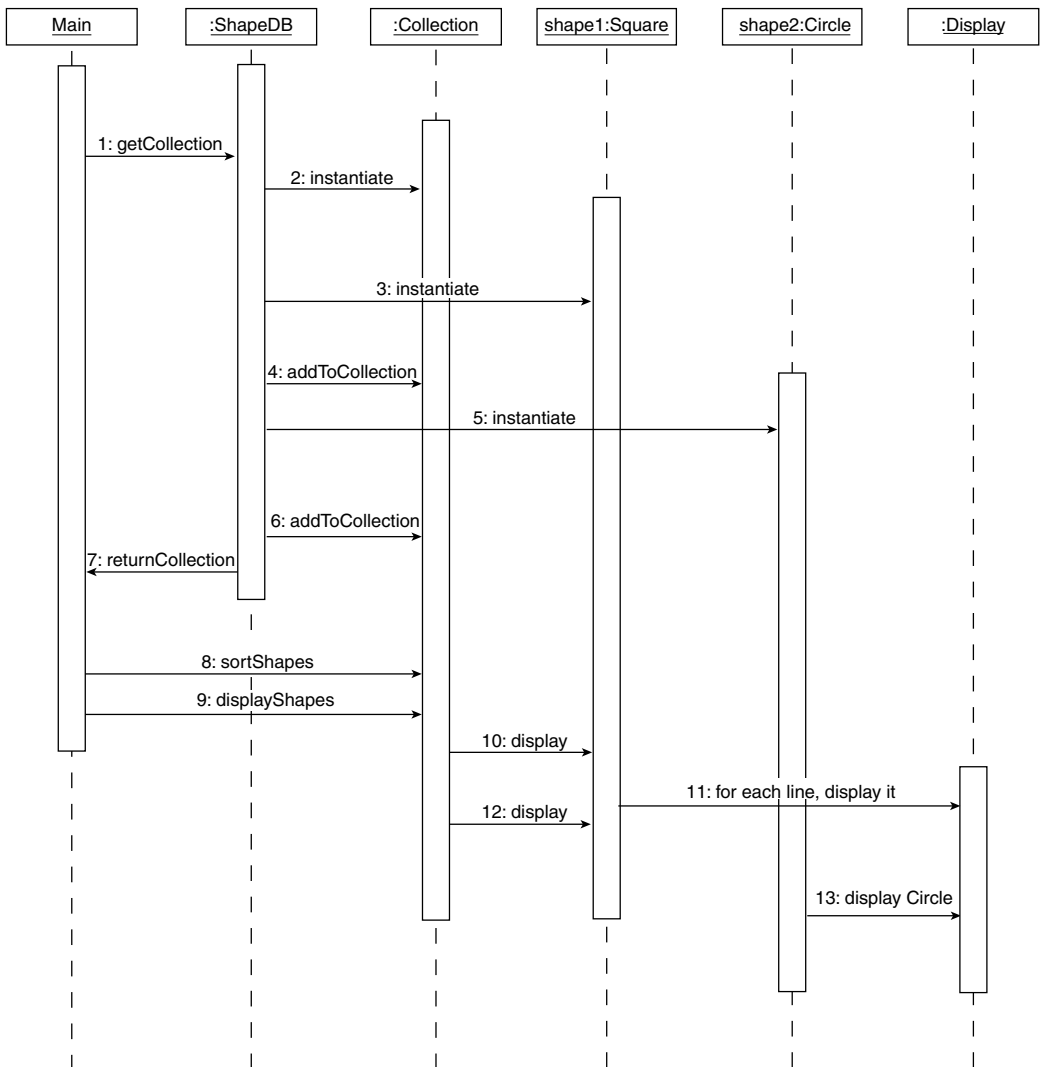 Main
:ShapeDB
:Collection
shape1:Square
shape2:Circle
:Display
1: getCollection
2: instantiate
3: instantiate
4: addToCollection
5: instantiate
6: addToCollection
7: returnCollection
8: sortShapes
9: displayShapes
10: display
11: for each line, display it
12: display
13: display Circle